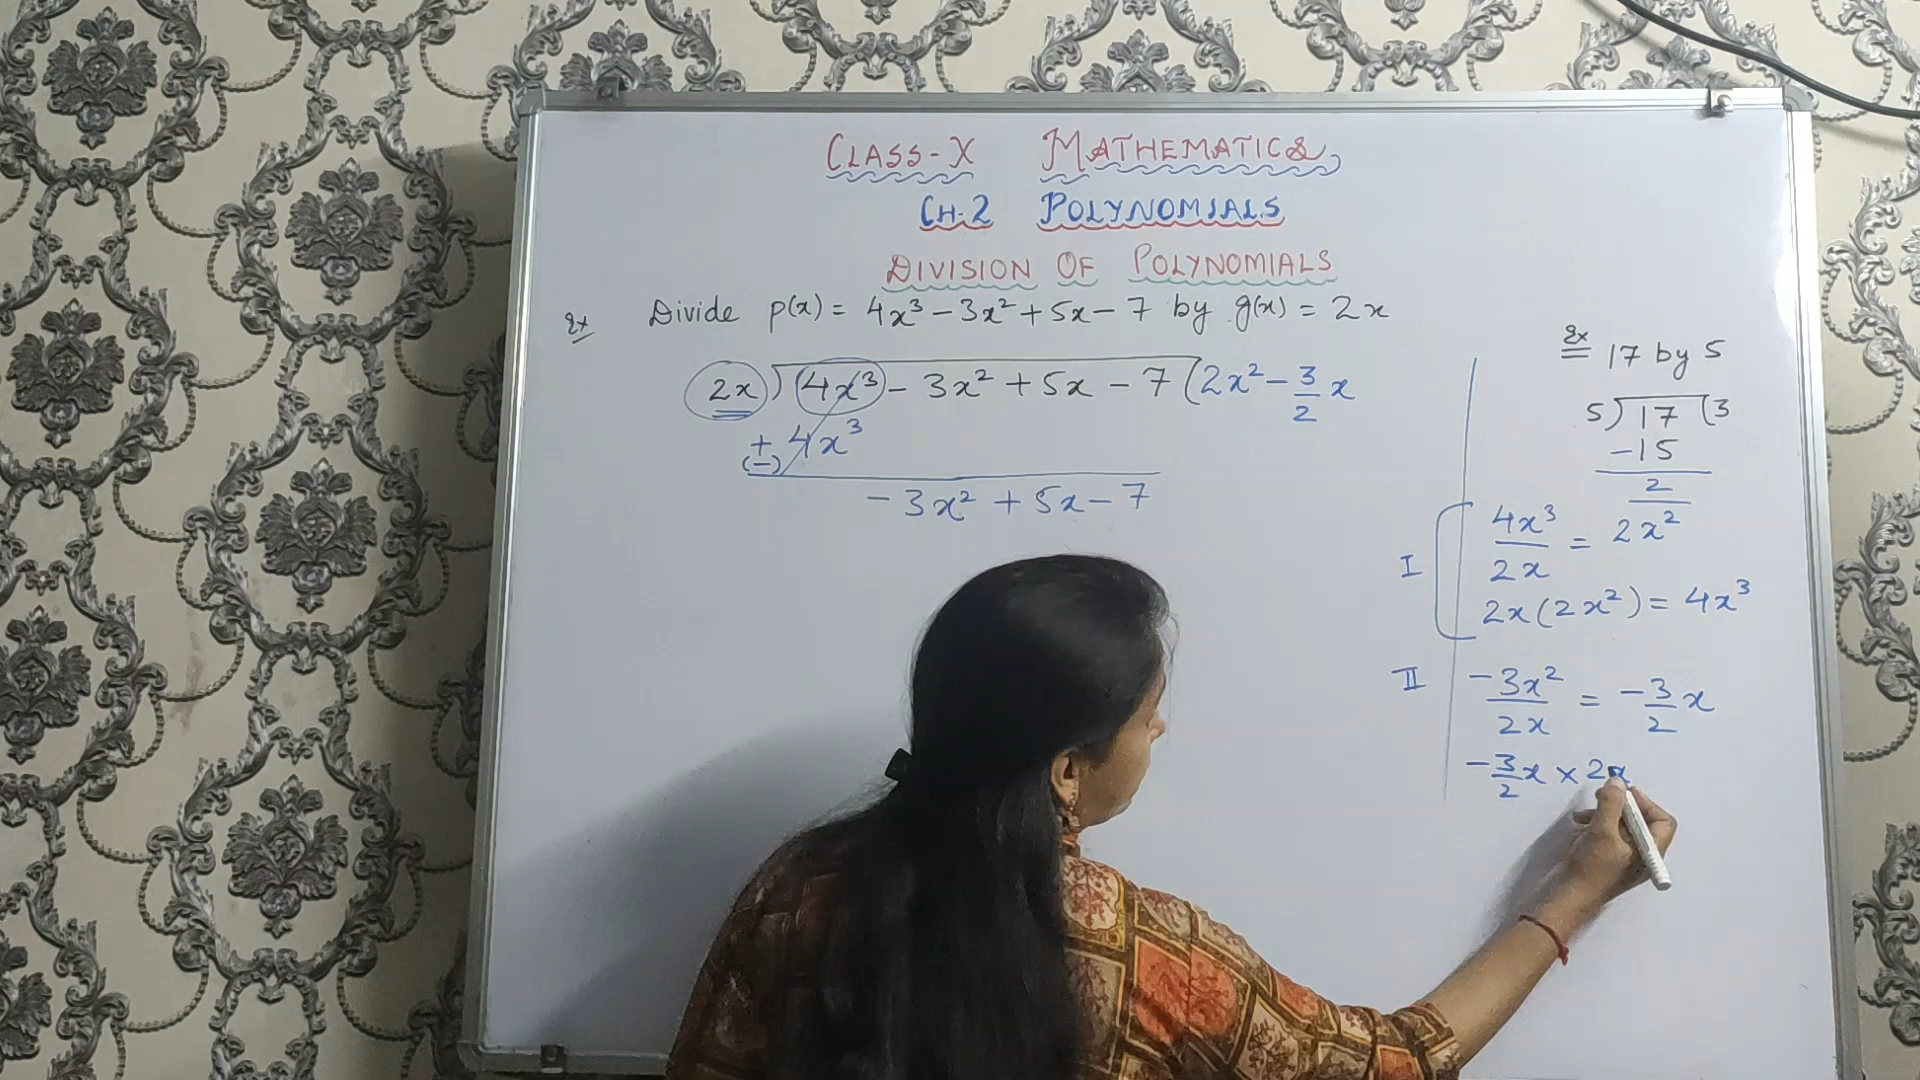 CLASS-X MATHEMATICS
CH-2 POLYNOMIALS
DIVISION OF POLYNOMIALS
Ex Divide p(x) = 4x³ - 3x² + 5x - 7 by g(x) = 2x
2x ) 4x³ - 3x² + 5x - 7 ( 2x² - 3/2 x
+ 4x³
(-)
- 3x² + 5x - 7
Ex 17 by 5
5 ) 17 ( 3
-15
2
I 4x³/2x = 2x²
2x(2x²) = 4x³
II -3x²/2x = -3/2 x
-3/2 x × 2x